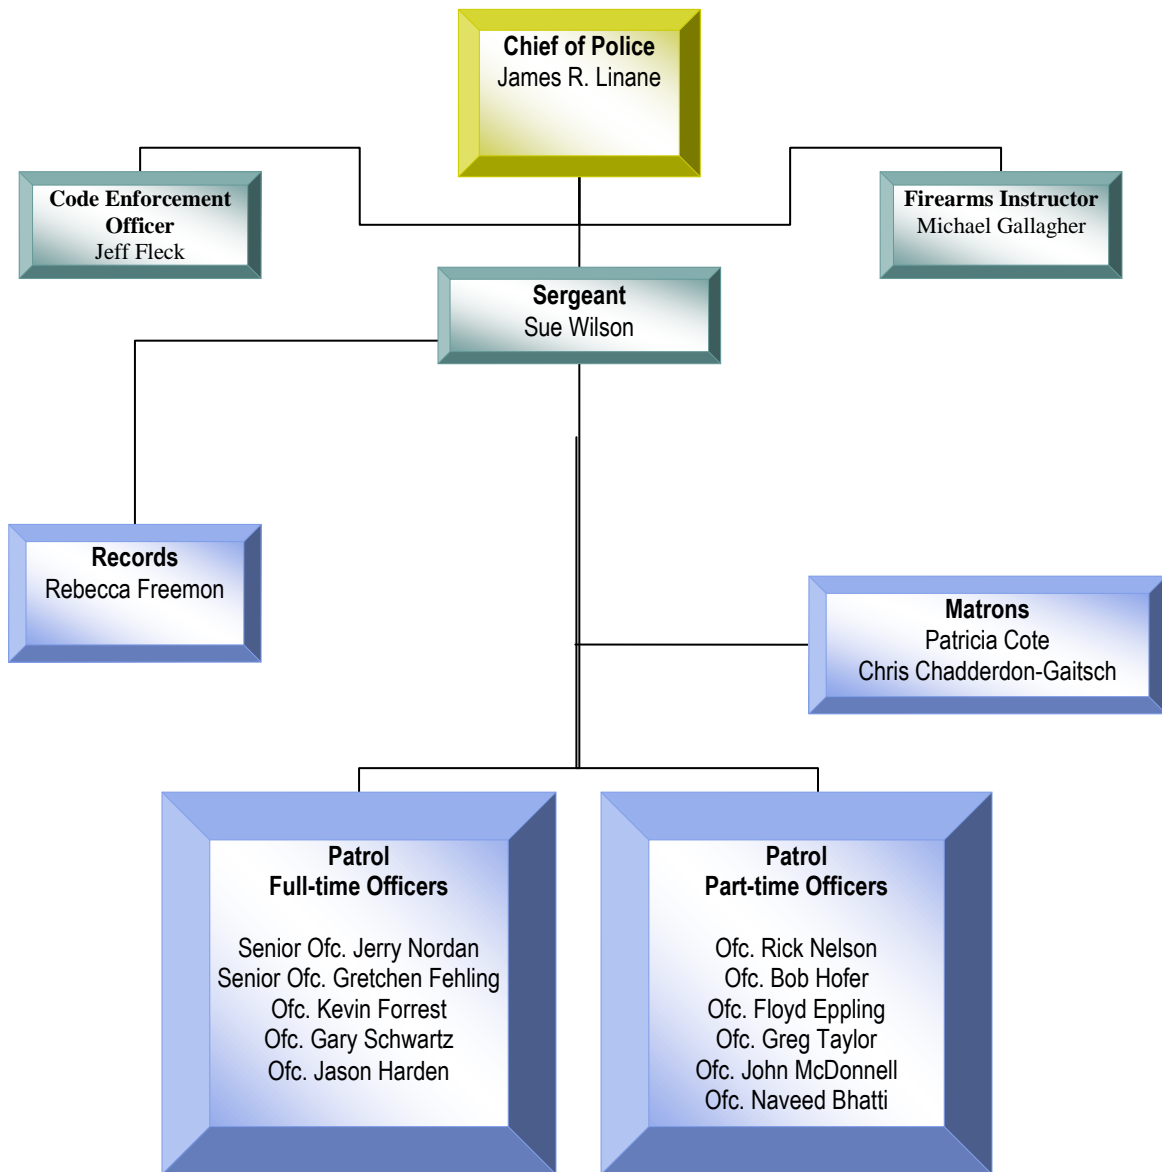 Chief of Police
James R. Linane
Code Enforcement
Officer
Jeff Fleck
Firearms Instructor
Michael Gallagher
Sergeant
Sue Wilson
Records
Rebecca Freemon
Matrons
Patricia Cote
Chris Chadderdon-Gaitsch
Patrol
Full-time Officers
Senior Ofc. Jerry Nordan
Senior Ofc. Gretchen Fehling
Ofc. Kevin Forrest
Ofc. Gary Schwartz
Ofc. Jason Harden
Patrol
Part-time Officers
Ofc. Rick Nelson
Ofc. Bob Hofer
Ofc. Floyd Eppling
Ofc. Greg Taylor
Ofc. John McDonnell
Ofc. Naveed Bhatti